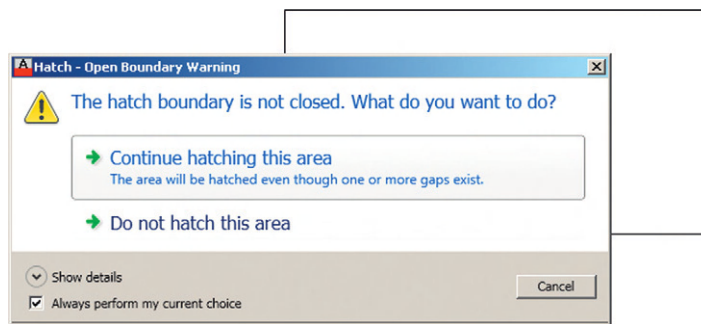 Hatch - Open Boundary Warning
The hatch boundary is not closed. What do you want to do?
Continue hatching this area
The area will be hatched even though one or more gaps exist.
Do not hatch this area
Show details
Cancel
Always perform my current choice